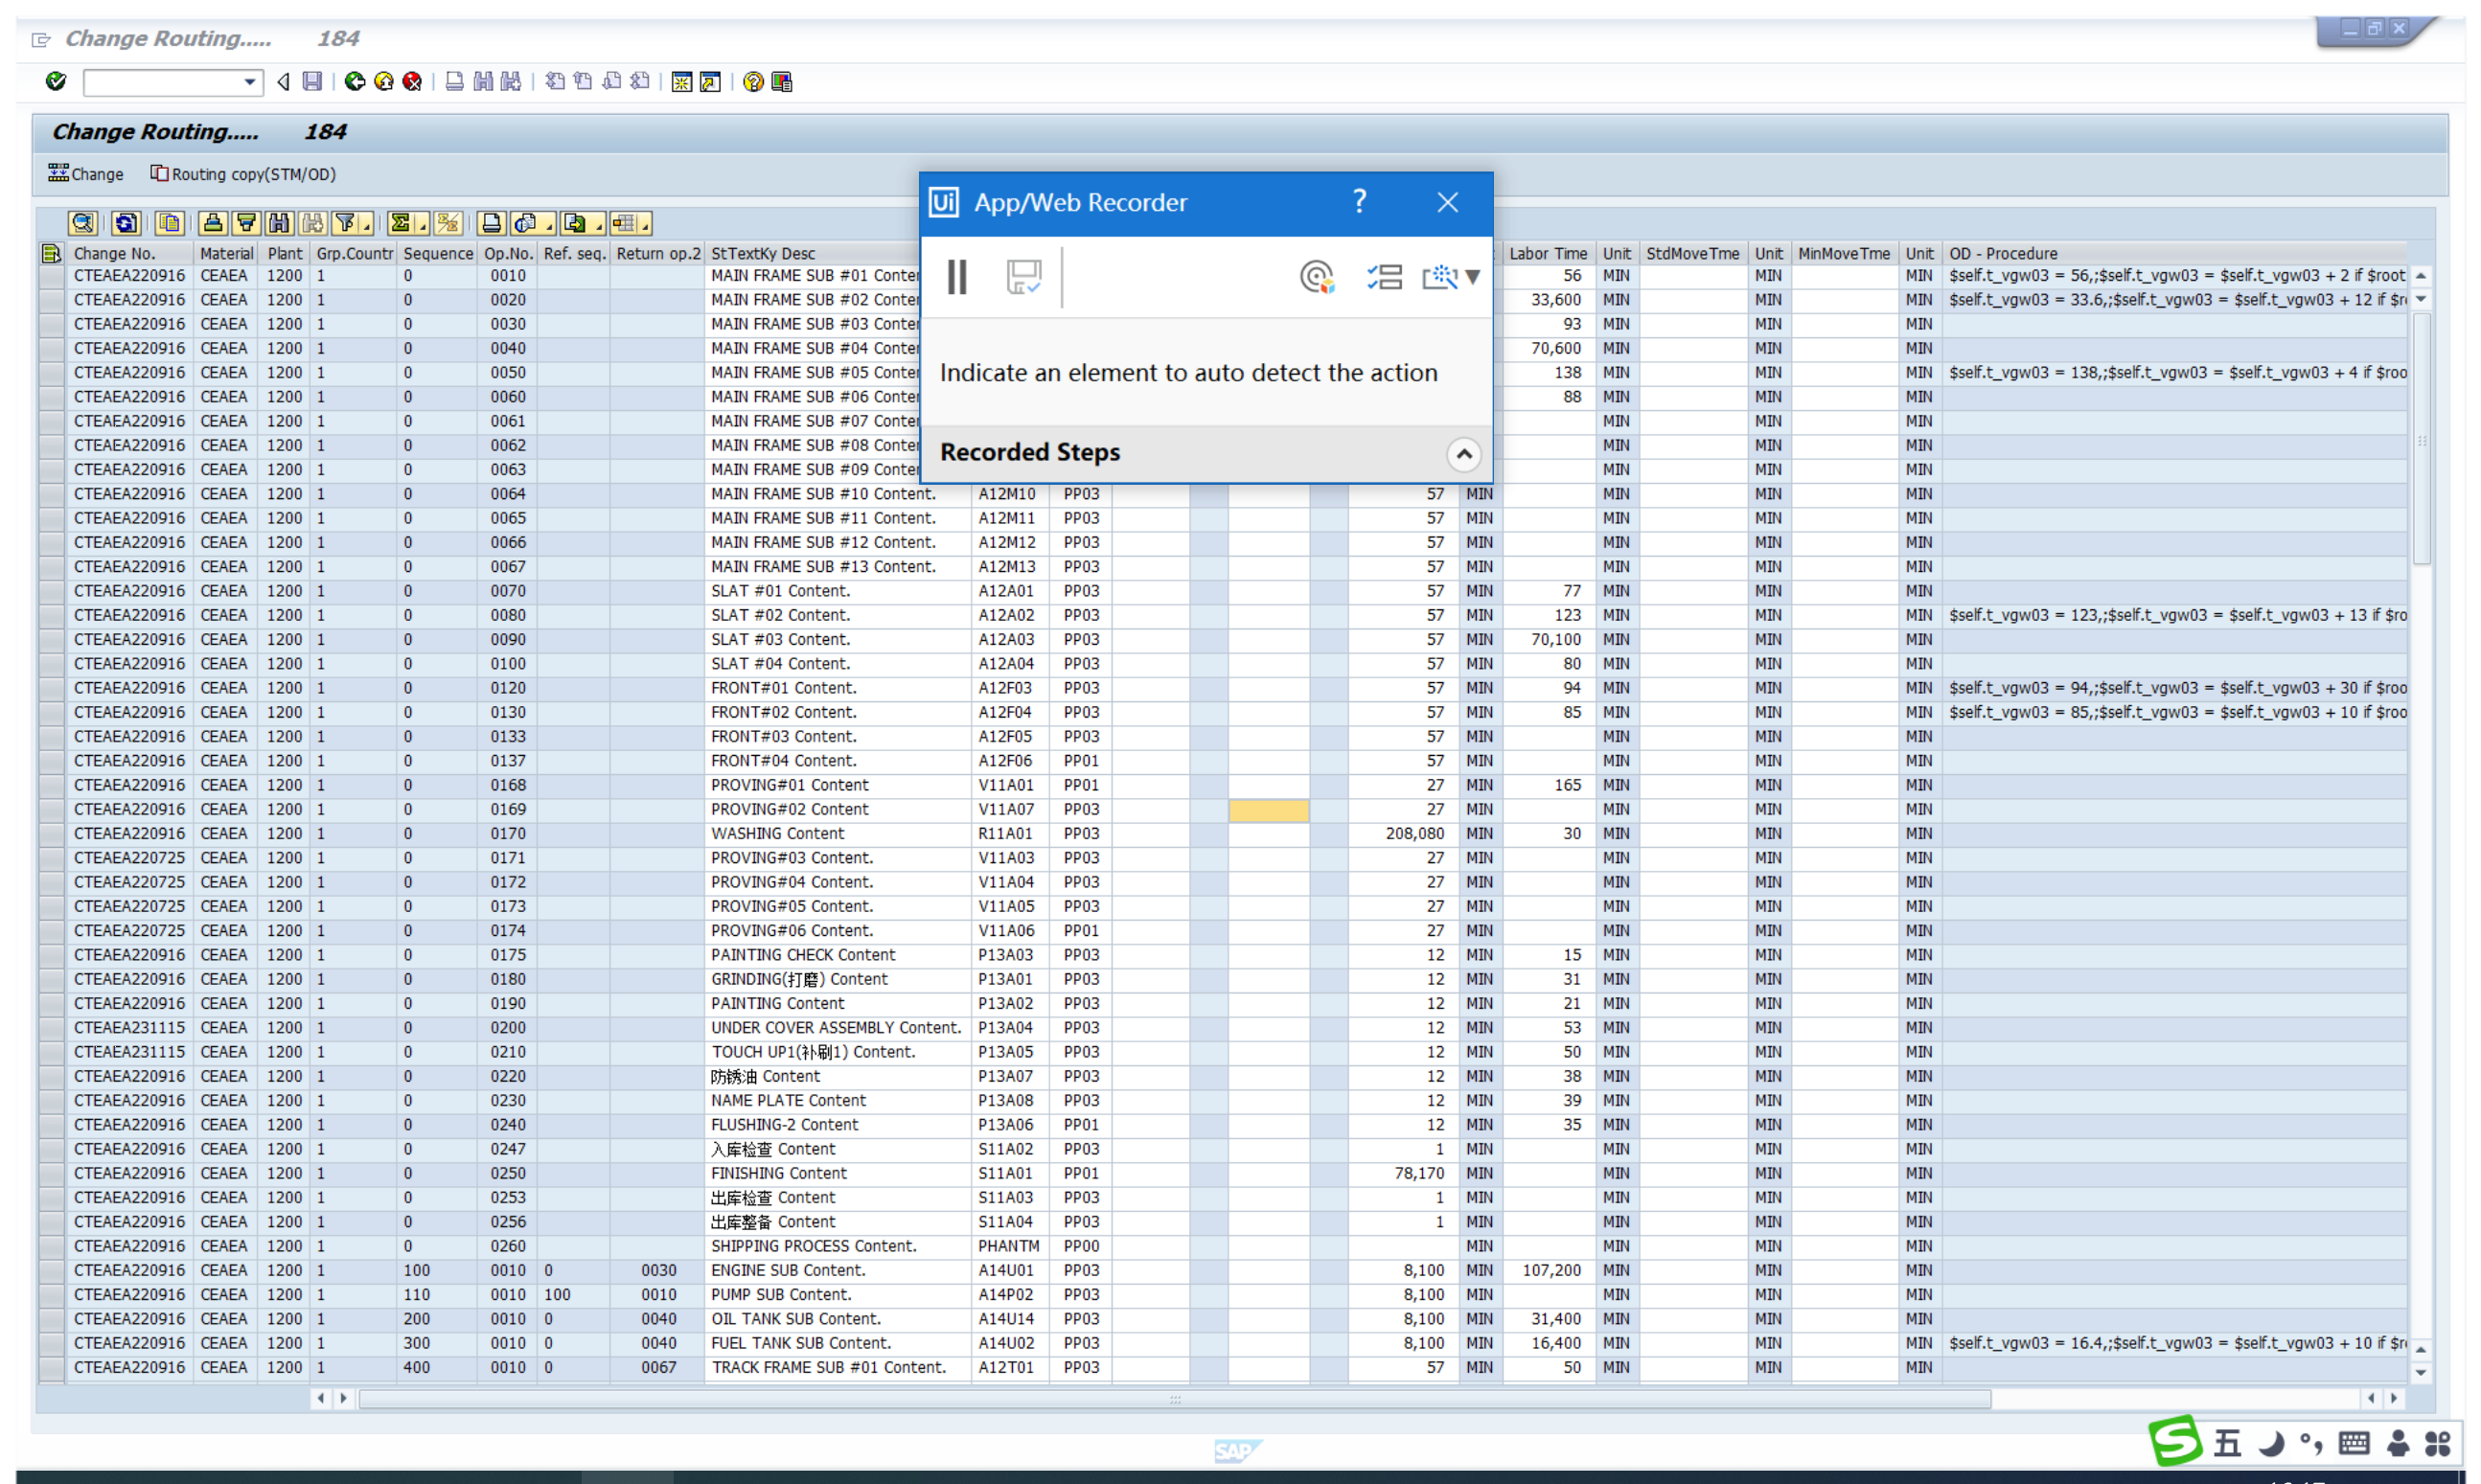 Change Routing..... 184
Change Routing..... 184
Change Routing copy(STM/OD)
Ui App/Web Recorder ? ×
Indicate an element to auto detect the action
Recorded Steps
Change No. Material Plant Grp.Countr Sequence Op.No. Ref. seq. Return op.2 StTextKy Desc Labor Time Unit StdMoveTme Unit MinMoveTme Unit OD - Procedure
CTEAEA220916 CEAEA 1200 1 0 0010 MAIN FRAME SUB #01 Conten 56 MIN MIN MIN $self.t_vgw03 = 56,;$self.t_vgw03 = $self.t_vgw03 + 2 if $root
CTEAEA220916 CEAEA 1200 1 0 0020 MAIN FRAME SUB #02 Conten 33,600 MIN MIN MIN $self.t_vgw03 = 33.6,;$self.t_vgw03 = $self.t_vgw03 + 12 if $r
CTEAEA220916 CEAEA 1200 1 0 0030 MAIN FRAME SUB #03 Conten 93 MIN MIN MIN
CTEAEA220916 CEAEA 1200 1 0 0040 MAIN FRAME SUB #04 Conten 70,600 MIN MIN MIN
CTEAEA220916 CEAEA 1200 1 0 0050 MAIN FRAME SUB #05 Conten 138 MIN MIN MIN $self.t_vgw03 = 138,;$self.t_vgw03 = $self.t_vgw03 + 4 if $roo
CTEAEA220916 CEAEA 1200 1 0 0060 MAIN FRAME SUB #06 Conten 88 MIN MIN MIN
CTEAEA220916 CEAEA 1200 1 0 0061 MAIN FRAME SUB #07 Conten MIN MIN MIN
CTEAEA220916 CEAEA 1200 1 0 0062 MAIN FRAME SUB #08 Conten MIN MIN MIN
CTEAEA220916 CEAEA 1200 1 0 0063 MAIN FRAME SUB #09 Conten MIN MIN MIN
CTEAEA220916 CEAEA 1200 1 0 0064 MAIN FRAME SUB #10 Content. A12M10 PP03 57 MIN MIN MIN MIN
CTEAEA220916 CEAEA 1200 1 0 0065 MAIN FRAME SUB #11 Content. A12M11 PP03 57 MIN MIN MIN MIN
CTEAEA220916 CEAEA 1200 1 0 0066 MAIN FRAME SUB #12 Content. A12M12 PP03 57 MIN MIN MIN MIN
CTEAEA220916 CEAEA 1200 1 0 0067 MAIN FRAME SUB #13 Content. A12M13 PP03 57 MIN MIN MIN MIN
CTEAEA220916 CEAEA 1200 1 0 0070 SLAT #01 Content. A12A01 PP03 57 MIN 77 MIN MIN MIN
CTEAEA220916 CEAEA 1200 1 0 0080 SLAT #02 Content. A12A02 PP03 57 MIN 123 MIN MIN MIN $self.t_vgw03 = 123,;$self.t_vgw03 = $self.t_vgw03 + 13 if $ro
CTEAEA220916 CEAEA 1200 1 0 0090 SLAT #03 Content. A12A03 PP03 57 MIN 70,100 MIN MIN MIN
CTEAEA220916 CEAEA 1200 1 0 0100 SLAT #04 Content. A12A04 PP03 57 MIN 80 MIN MIN MIN
CTEAEA220916 CEAEA 1200 1 0 0120 FRONT#01 Content. A12F03 PP03 57 MIN 94 MIN MIN MIN $self.t_vgw03 = 94,;$self.t_vgw03 = $self.t_vgw03 + 30 if $roo
CTEAEA220916 CEAEA 1200 1 0 0130 FRONT#02 Content. A12F04 PP03 57 MIN 85 MIN MIN MIN $self.t_vgw03 = 85,;$self.t_vgw03 = $self.t_vgw03 + 10 if $roo
CTEAEA220916 CEAEA 1200 1 0 0133 FRONT#03 Content. A12F05 PP03 57 MIN MIN MIN MIN
CTEAEA220916 CEAEA 1200 1 0 0137 FRONT#04 Content. A12F06 PP01 57 MIN MIN MIN MIN
CTEAEA220916 CEAEA 1200 1 0 0168 PROVING#01 Content V11A01 PP01 27 MIN 165 MIN MIN MIN
CTEAEA220916 CEAEA 1200 1 0 0169 PROVING#02 Content V11A07 PP03 27 MIN MIN MIN MIN
CTEAEA220916 CEAEA 1200 1 0 0170 WASHING Content R11A01 PP03 208,080 MIN 30 MIN MIN MIN
CTEAEA220725 CEAEA 1200 1 0 0171 PROVING#03 Content. V11A03 PP03 27 MIN MIN MIN MIN
CTEAEA220725 CEAEA 1200 1 0 0172 PROVING#04 Content. V11A04 PP03 27 MIN MIN MIN MIN
CTEAEA220725 CEAEA 1200 1 0 0173 PROVING#05 Content. V11A05 PP03 27 MIN MIN MIN MIN
CTEAEA220725 CEAEA 1200 1 0 0174 PROVING#06 Content. V11A06 PP01 27 MIN MIN MIN MIN
CTEAEA220916 CEAEA 1200 1 0 0175 PAINTING CHECK Content P13A03 PP03 12 MIN 15 MIN MIN MIN
CTEAEA220916 CEAEA 1200 1 0 0180 GRINDING(打磨) Content P13A01 PP03 12 MIN 31 MIN MIN MIN
CTEAEA220916 CEAEA 1200 1 0 0190 PAINTING Content P13A02 PP03 12 MIN 21 MIN MIN MIN
CTEAEA231115 CEAEA 1200 1 0 0200 UNDER COVER ASSEMBLY Content. P13A04 PP03 12 MIN 53 MIN MIN MIN
CTEAEA231115 CEAEA 1200 1 0 0210 TOUCH UP1(补刷1) Content. P13A05 PP03 12 MIN 50 MIN MIN MIN
CTEAEA220916 CEAEA 1200 1 0 0220 防锈油 Content P13A07 PP03 12 MIN 38 MIN MIN MIN
CTEAEA220916 CEAEA 1200 1 0 0230 NAME PLATE Content P13A08 PP03 12 MIN 39 MIN MIN MIN
CTEAEA220916 CEAEA 1200 1 0 0240 FLUSHING-2 Content P13A06 PP01 12 MIN 35 MIN MIN MIN
CTEAEA220916 CEAEA 1200 1 0 0247 入库检查 Content S11A02 PP03 1 MIN MIN MIN MIN
CTEAEA220916 CEAEA 1200 1 0 0250 FINISHING Content S11A01 PP01 78,170 MIN MIN MIN MIN
CTEAEA220916 CEAEA 1200 1 0 0253 出库检查 Content S11A03 PP03 1 MIN MIN MIN MIN
CTEAEA220916 CEAEA 1200 1 0 0256 出库整备 Content S11A04 PP03 1 MIN MIN MIN MIN
CTEAEA220916 CEAEA 1200 1 0 0260 SHIPPING PROCESS Content. PHANTM PP00 MIN MIN MIN MIN
CTEAEA220916 CEAEA 1200 1 100 0010 0 0030 ENGINE SUB Content. A14U01 PP03 8,100 MIN 107,200 MIN MIN MIN
CTEAEA220916 CEAEA 1200 1 110 0010 100 0010 PUMP SUB Content. A14P02 PP03 8,100 MIN MIN MIN MIN
CTEAEA220916 CEAEA 1200 1 200 0010 0 0040 OIL TANK SUB Content. A14U14 PP03 8,100 MIN 31,400 MIN MIN MIN
CTEAEA220916 CEAEA 1200 1 300 0010 0 0040 FUEL TANK SUB Content. A14U02 PP03 8,100 MIN 16,400 MIN MIN MIN $self.t_vgw03 = 16.4,;$self.t_vgw03 = $self.t_vgw03 + 10 if $r
CTEAEA220916 CEAEA 1200 1 400 0010 0 0067 TRACK FRAME SUB #01 Content. A12T01 PP03 57 MIN 50 MIN MIN MIN
SAP
五